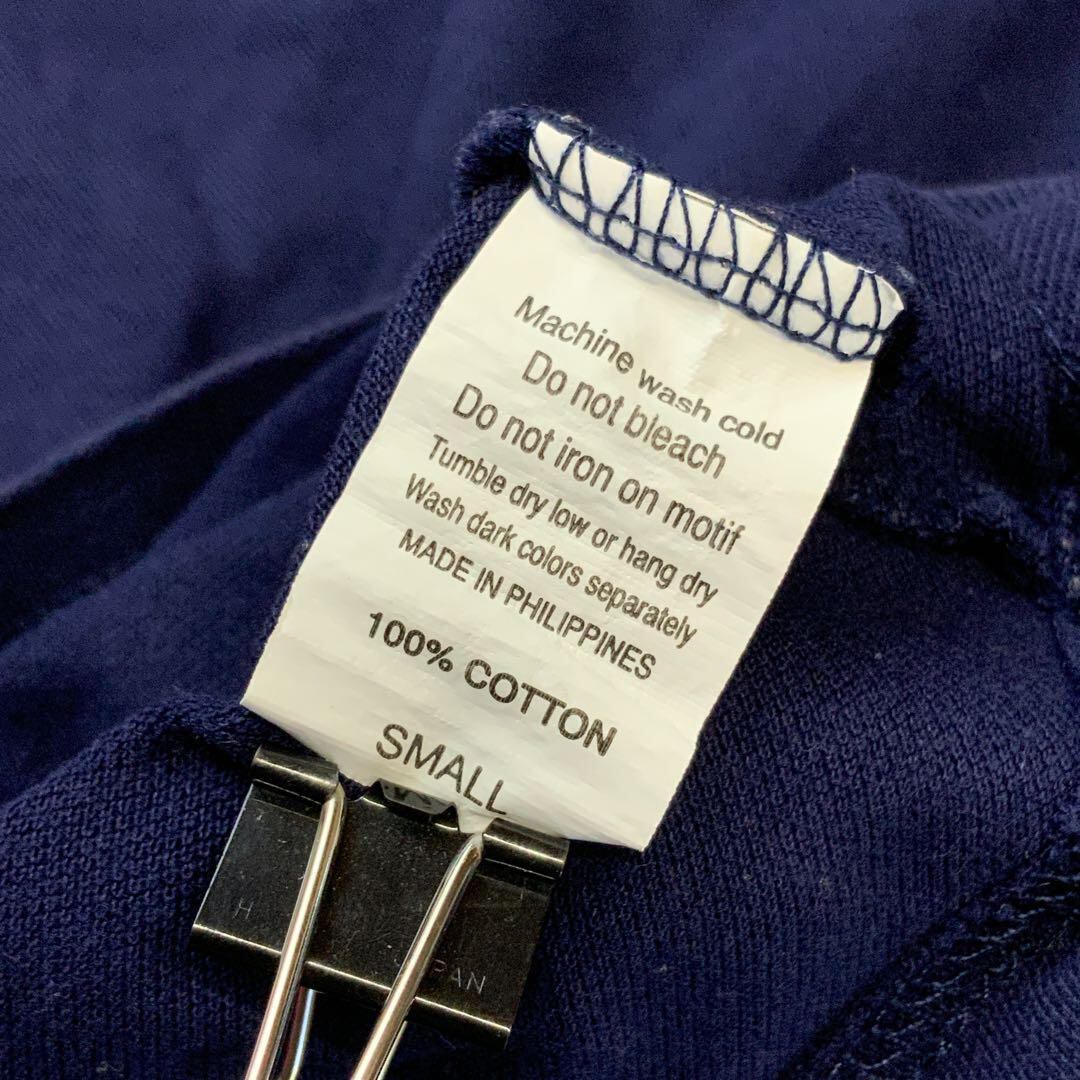 Machine wash cold
Do not bleach
Do not iron on motif
Tumble dry low or hang dry
Wash dark colors separately
MADE IN PHILIPPINES
100% COTTON
SMALL
JAPAN